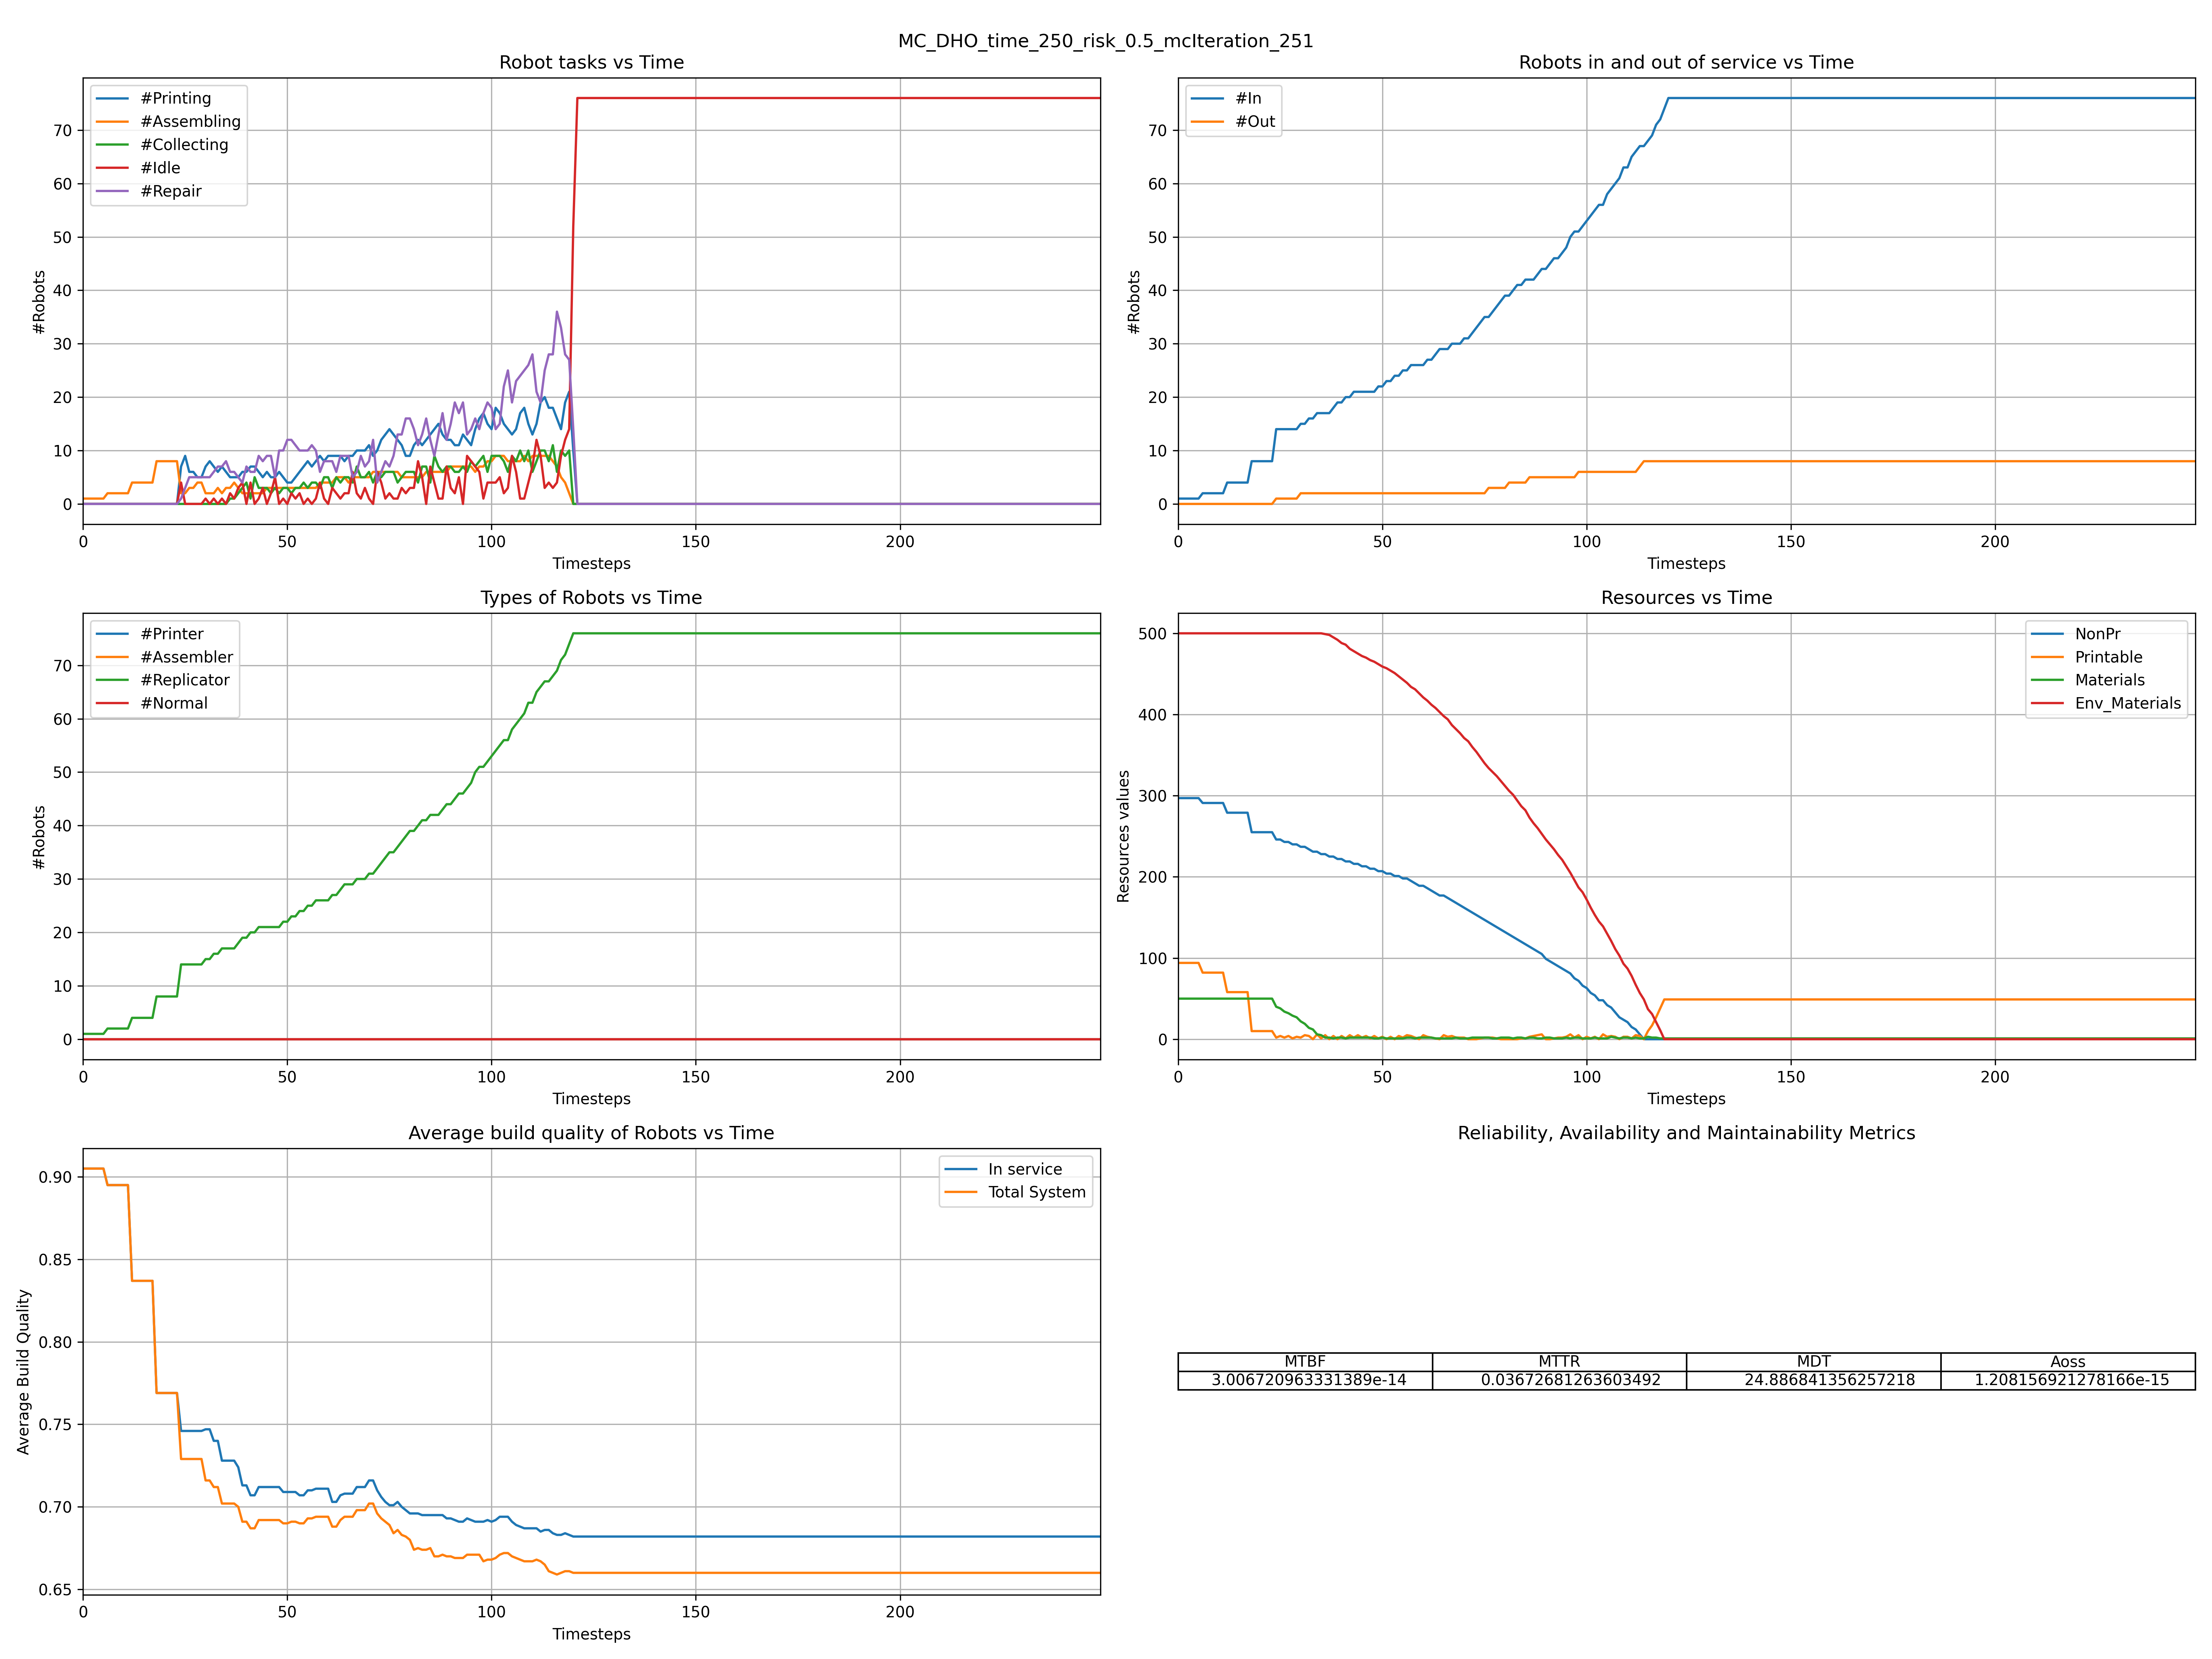 MC_DHO_time_250_risk_0.5_mcIteration_251
Robot tasks vs Time
#Printing
#Assembling
#Collecting
#Idle
#Repair
#Robots
70
60
50
40
30
20
10
0
0 50 100 150 200
Timesteps
Robots in and out of service vs Time
#In
#Out
#Robots
70
60
50
40
30
20
10
0
0 50 100 150 200
Timesteps
Types of Robots vs Time
#Printer
#Assembler
#Replicator
#Normal
#Robots
70
60
50
40
30
20
10
0
0 50 100 150 200
Timesteps
Resources vs Time
NonPr
Printable
Materials
Env_Materials
Resources values
500
400
300
200
100
0
0 50 100 150 200
Timesteps
Average build quality of Robots vs Time
In service
Total System
Average Build Quality
0.90
0.85
0.80
0.75
0.70
0.65
0 50 100 150 200
Timesteps
Reliability, Availability and Maintainability Metrics
MTBF MTTR MDT Aoss
3.006720963331389e-14 0.03672681263603492 24.886841356257218 1.208156921278166e-15